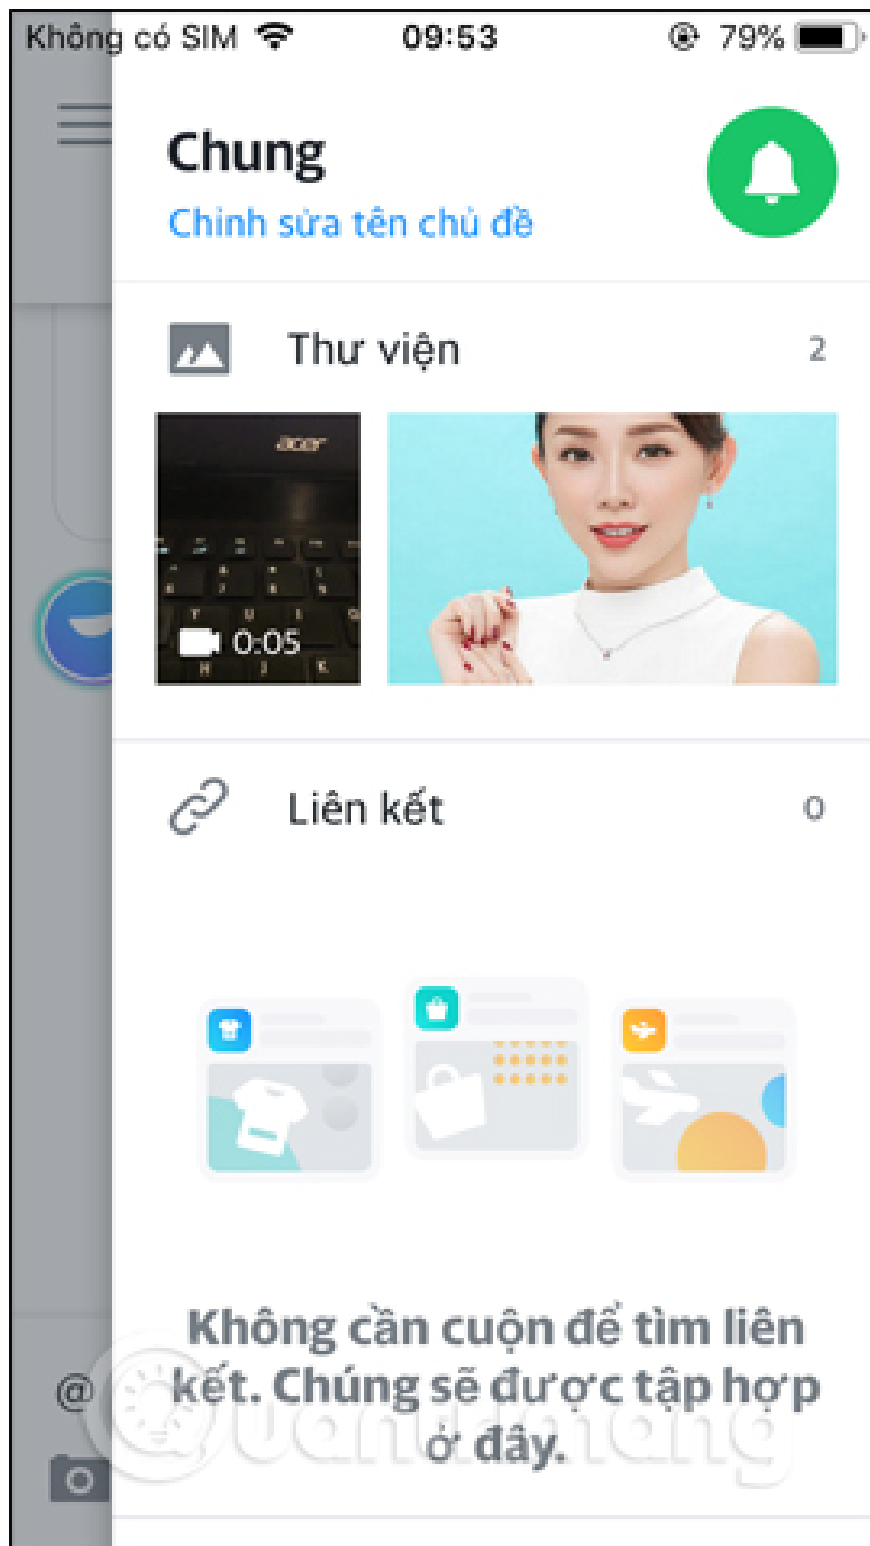 Không có SIM 09:53 79%
Chung
Chỉnh sửa tên chủ đề
Thư viện 2
acer
0:05
T U I
H J K
Liên kết 0
Không cần cuộn để tìm liên
kết. Chúng sẽ được tập hợp
ở đây.
@
Quantrimang